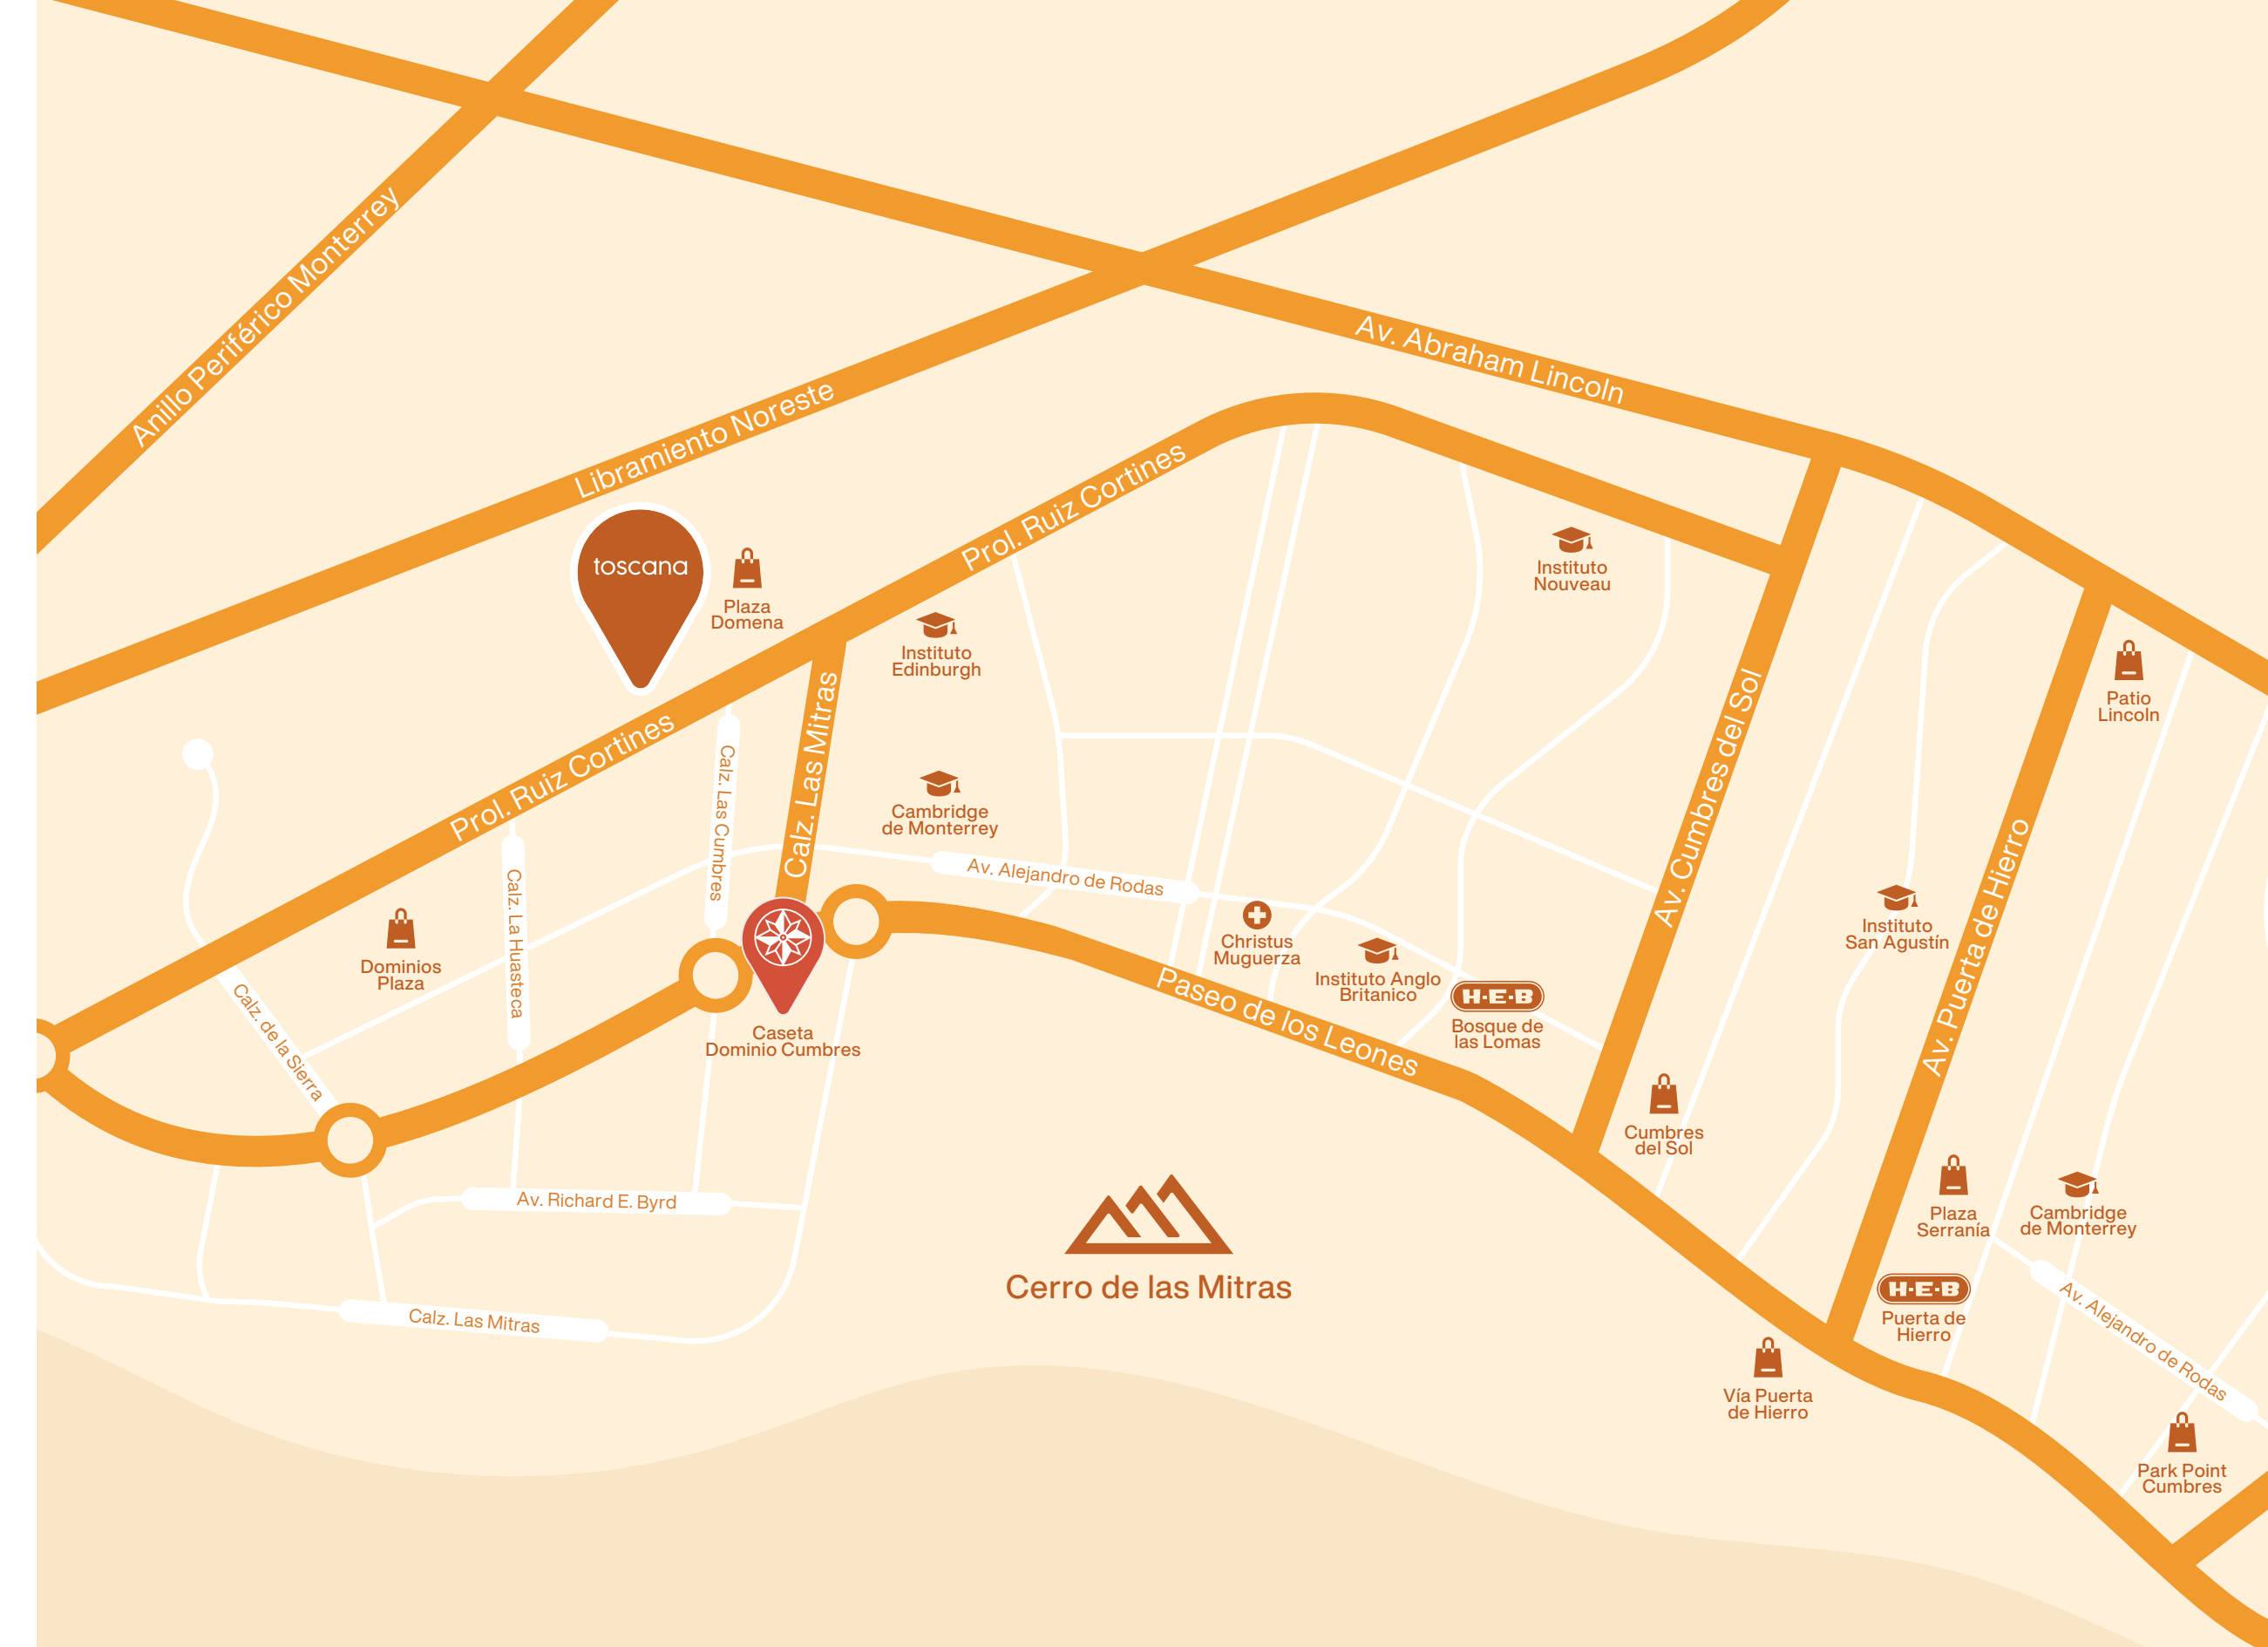 Anillo Periférico Monterrey
Libramiento Noreste
Av. Abraham Lincoln
Prol. Ruiz Cortines
toscana
Plaza
Domena
Instituto
Edinburgh
Instituto
Nouveau
Patio
Lincoln
Prol. Ruiz Cortines
Calz. Las Cumbres
Calz. Las Mitras
Av. Cumbres del Sol
Cambridge
de Monterrey
Av. Alejandro de Rodas
Calz. La Huasteca
Dominios
Plaza
Calz. de la Sierra
Christus
Muguerza
Instituto Anglo
Britanico
Instituto
San Agustín
Av. Puerta de Hierro
Paseo de los Leones
H·E·B
Bosque de
las Lomas
Caseta
Dominio Cumbres
Cumbres
del Sol
Av. Richard E. Byrd
Plaza
Serranía
Cambridge
de Monterrey
Cerro de las Mitras
H·E·B
Puerta de
Hierro
Calz. Las Mitras
Av. Alejandro de Rodas
Vía Puerta
de Hierro
Park Point
Cumbres